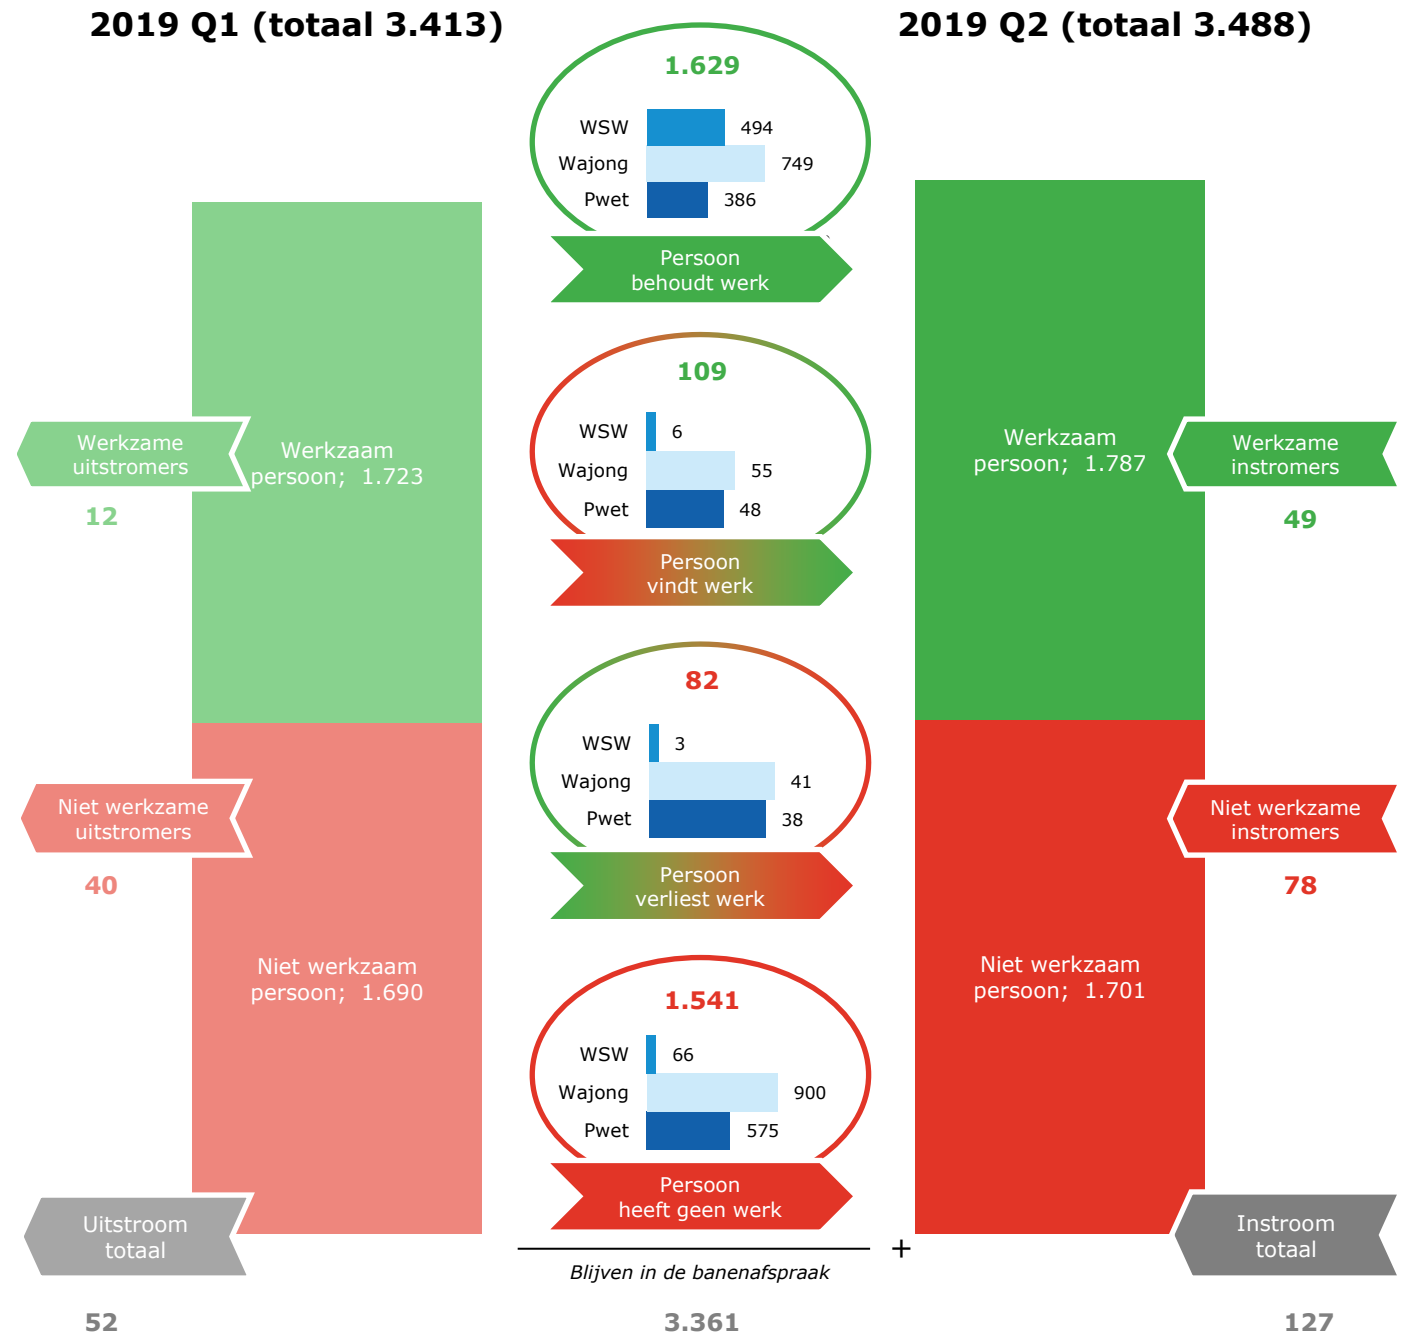 2019 Q1 (totaal 3.413)
2019 Q2 (totaal 3.488)
1.629
WSW 494
Wajong 749
Pwet 386
Persoon
behoudt werk
109
WSW 6
Wajong 55
Pwet 48
Persoon
vindt werk
82
WSW 3
Wajong 41
Pwet 38
Persoon
verliest werk
1.541
WSW 66
Wajong 900
Pwet 575
Persoon
heeft geen werk
Werkzame
uitstromers
12
Werkzaam
persoon; 1.723
Niet werkzame
uitstromers
40
Niet werkzaam
persoon; 1.690
Uitstroom
totaal
52
Werkzaam
persoon; 1.787
Werkzame
instromers
49
Niet werkzame
instromers
78
Niet werkzaam
persoon; 1.701
Instroom
totaal
127
+
Blijven in de banenafspraak
3.361